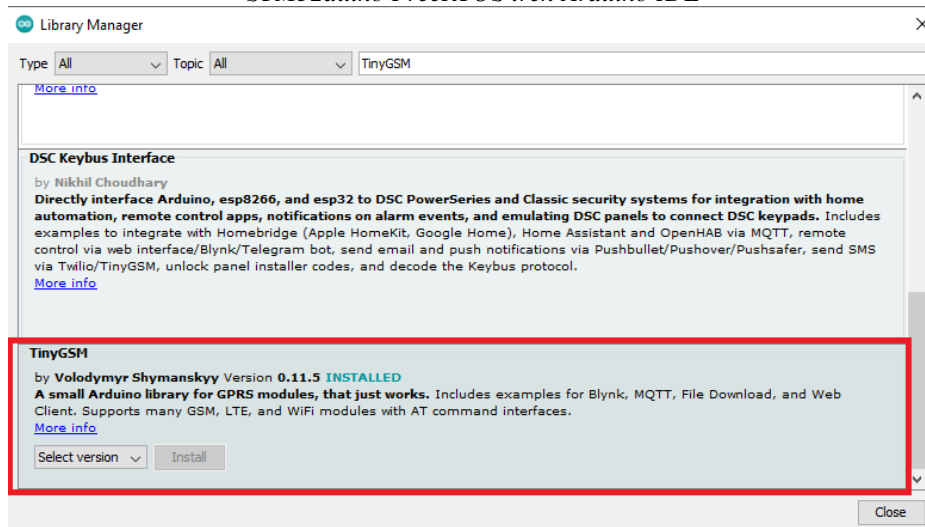 STM32duino FreeRTOS with Arduino IDE
Library Manager
Type All Topic All TinyGSM
More info
DSC Keybus Interface
by Nikhil Choudhary
Directly interface Arduino, esp8266, and esp32 to DSC PowerSeries and Classic security systems for integration with home
automation, remote control apps, notifications on alarm events, and emulating DSC panels to connect DSC keypads. Includes
examples to integrate with Homebridge (Apple HomeKit, Google Home), Home Assistant and OpenHAB via MQTT, remote
control via web interface/Blynk/Telegram bot, send email and push notifications via Pushbullet/Pushover/Pushsafer, send SMS
via Twilio/TinyGSM, unlock panel installer codes, and decode the Keybus protocol.
More info
TinyGSM
by Volodymyr Shymanskyy Version 0.11.5 INSTALLED
A small Arduino library for GPRS modules, that just works. Includes examples for Blynk, MQTT, File Download, and Web
Client. Supports many GSM, LTE, and WiFi modules with AT command interfaces.
More info
Select version Install
Close